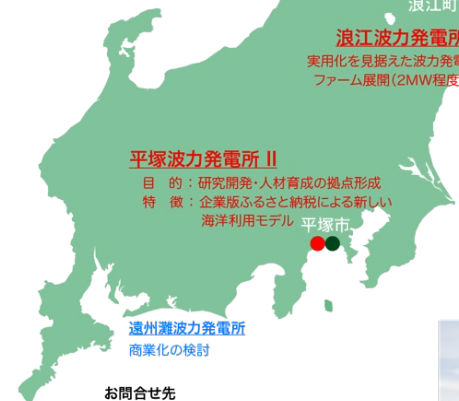 浪江町
浪江波力発電所
実用化を見据えた波力発電
ファーム展開(2MW程度
平塚波力発電所 II
目 的：研究開発・人材育成の拠点形成
特 徴：企業版ふるさと納税による新しい
海洋利用モデル
平塚市
遠州灘波力発電所
商業化の検討
お問合せ先